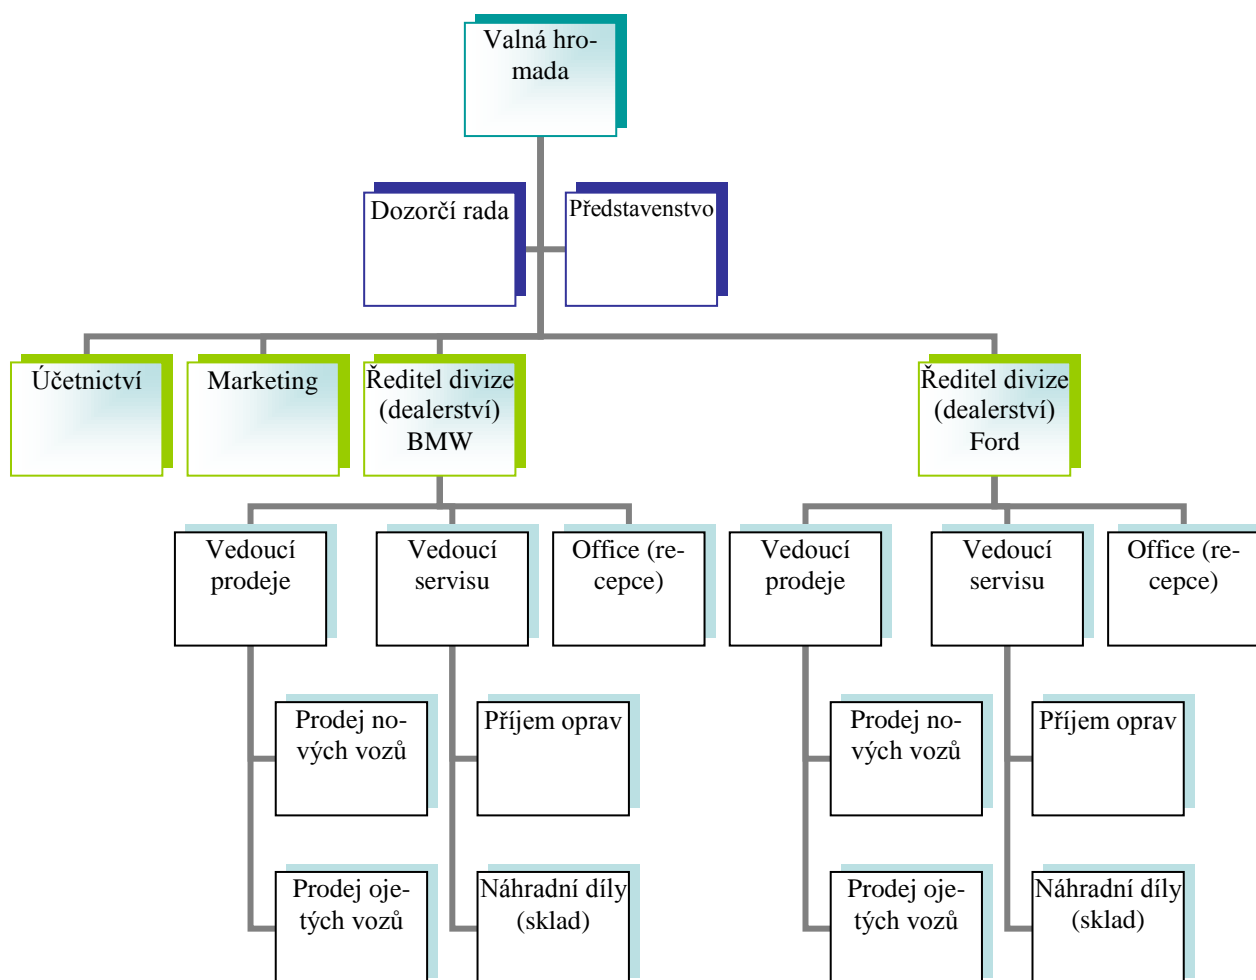 Valná hro-
mada
Dozorčí rada
Představenstvo
Účetnictví
Marketing
Ředitel divize
(dealerství)
BMW
Ředitel divize
(dealerství)
Ford
Vedoucí
prodeje
Vedoucí
servisu
Office (re-
cepce)
Vedoucí
prodeje
Vedoucí
servisu
Office (re-
cepce)
Prodej no-
vých vozů
Příjem oprav
Prodej no-
vých vozů
Příjem oprav
Prodej oje-
tých vozů
Náhradní díly
(sklad)
Prodej oje-
tých vozů
Náhradní díly
(sklad)